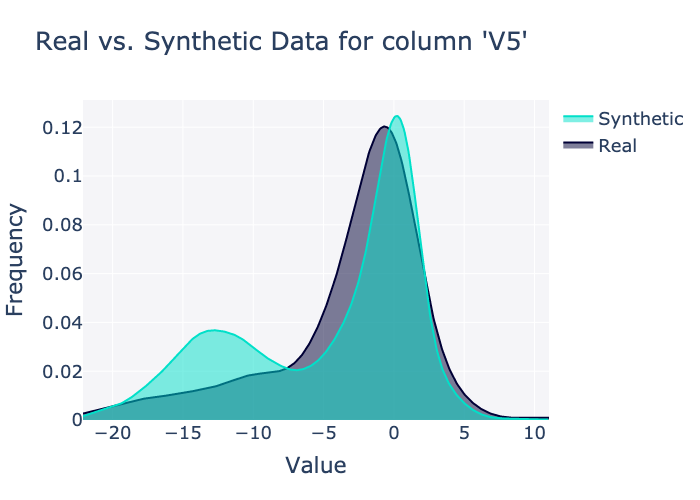 Real vs. Synthetic Data for column 'V5'
Synthetic
Real
Frequency
0.12
0.1
0.08
0.06
0.04
0.02
0
−20
−15
−10
−5
0
5
10
Value